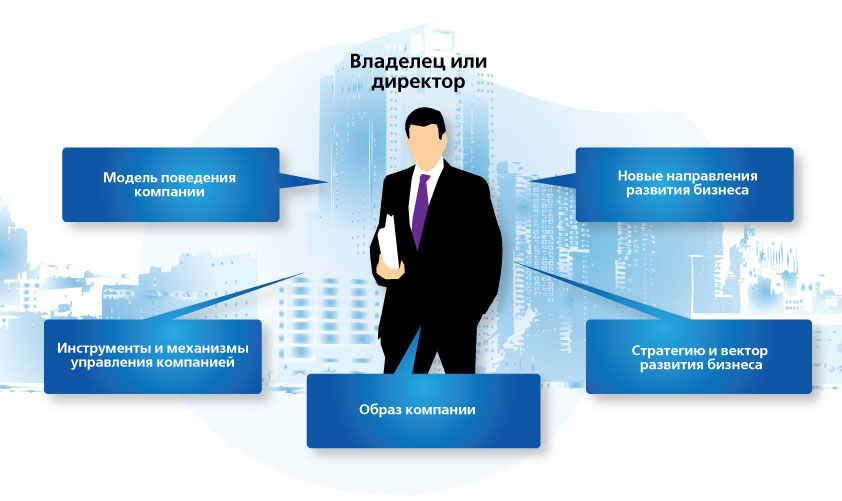 Владелец или
директор
Модель поведения
компании
Новые направления
развития бизнеса
Инструменты и механизмы
управления компанией
Стратегию и вектор
развития бизнеса
Образ компании